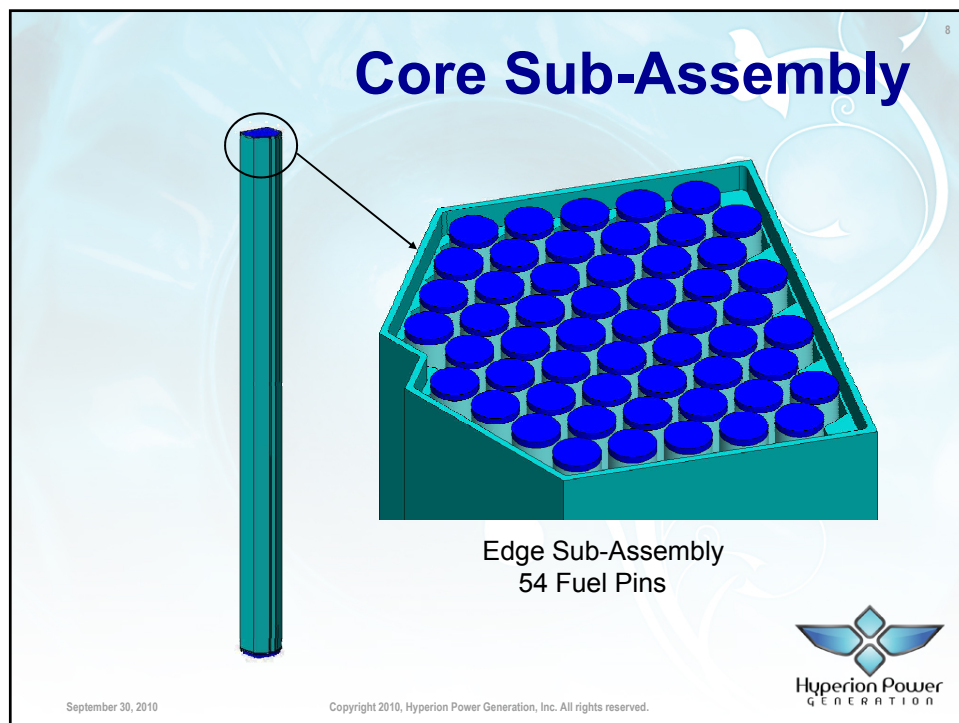 8
Core Sub-Assembly
Edge Sub-Assembly
54 Fuel Pins
Hyperion Power
GENERATION
September 30, 2010
Copyright 2010, Hyperion Power Generation, Inc. All rights reserved.